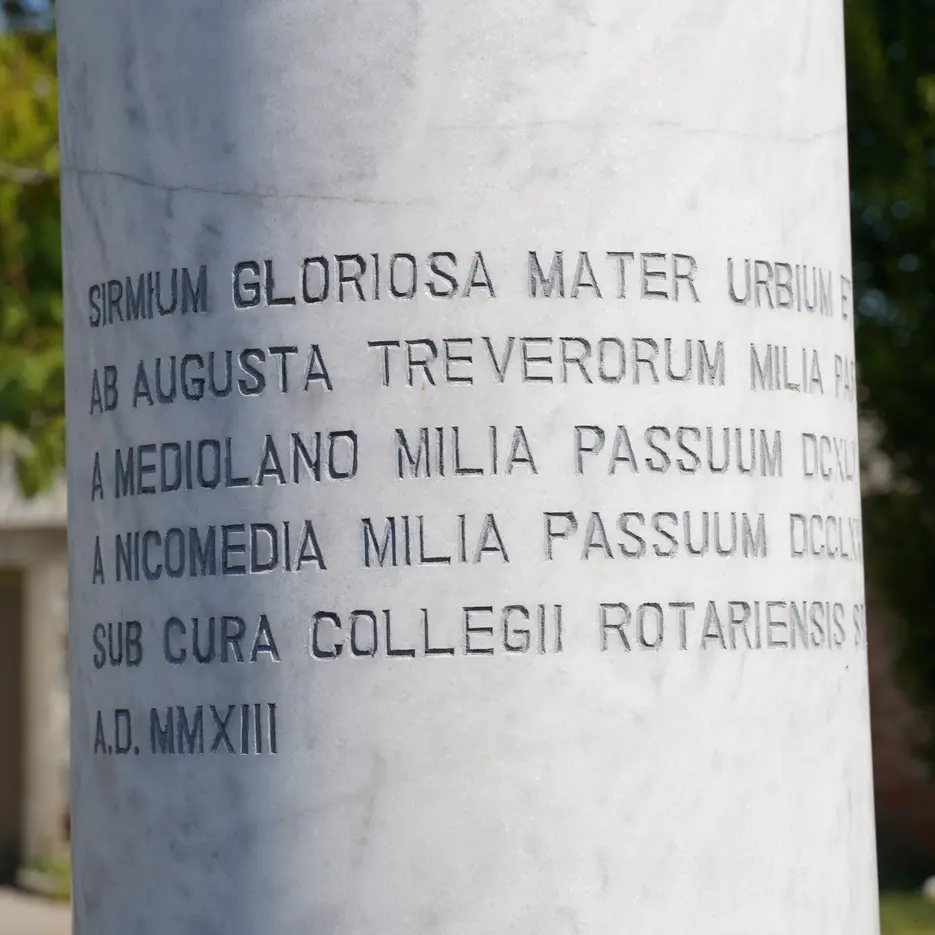 SIRMIUM GLORIOSA MATER URBIUM
AB AUGUSTA TREVERORUM MILIA
A MEDIOLANO MILIA PASSUUM
A NICOMEDIA MILIA PASSUUM
SUB CURA COLLEGII ROTARIENSIS
A.D. MMXIII